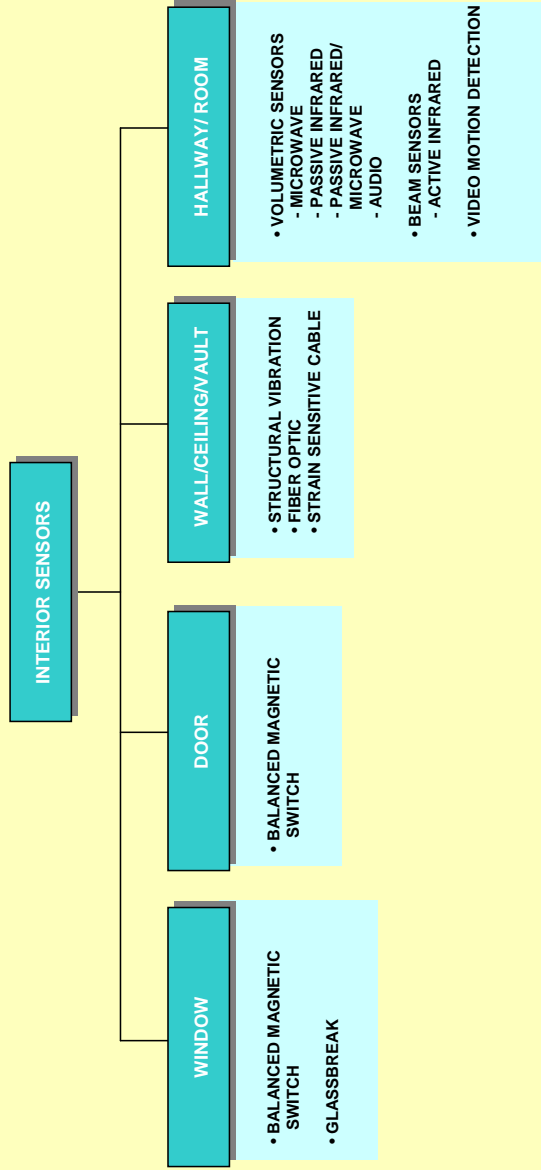 INTERIOR SENSORS
WINDOW
• BALANCED MAGNETIC
SWITCH
• GLASSBREAK
DOOR
• BALANCED MAGNETIC
SWITCH
WALL/CEILING/VAULT
• STRUCTURAL VIBRATION
• FIBER OPTIC
• STRAIN SENSITIVE CABLE
HALLWAY/ ROOM
• VOLUMETRIC SENSORS
- MICROWAVE
- PASSIVE INFRARED
- PASSIVE INFRARED/
MICROWAVE
- AUDIO
• BEAM SENSORS
- ACTIVE INFRARED
• VIDEO MOTION DETECTION